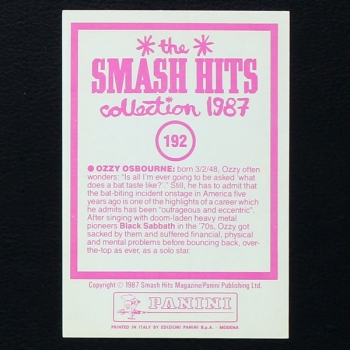 * the *
SMASH HITS
collection 1987
192
● OZZY OSBOURNE: born 3/2/48, Ozzy often
wonders: "Is all I'm ever going to be asked 'what
does a bat taste like?'.." Still, he has to admit that
the bat-biting incident onstage in America five
years ago is one of the highlights of a career which
he admits has been "outrageous and eccentric".
After singing with doom-laden heavy metal
pioneers Black Sabbath in the '70s, Ozzy got
sacked by them and suffered financial, physical
and mental problems before bouncing back, over-
the-top as ever, as a solo star.
Copyright © 1987 Smash Hits Magazine/Panini Publishing Ltd.
PANINI
PRINTED IN ITALY BY EDIZIONI PANINI S.p.A. - MODENA